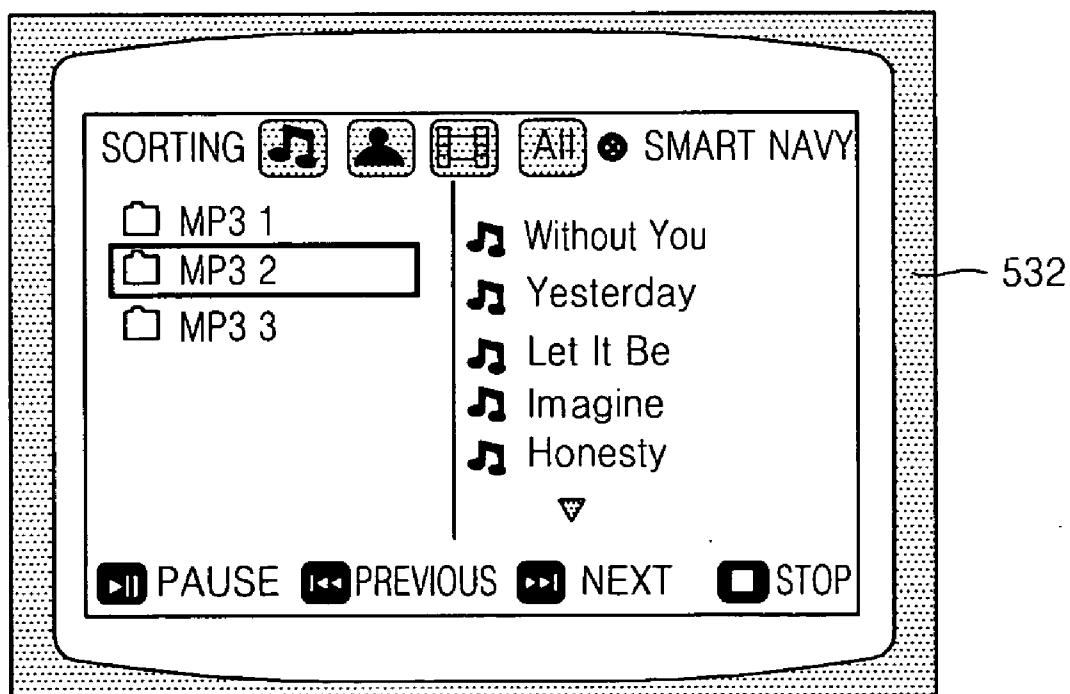 SORTING All SMART NAVY
MP3 1
MP3 2
MP3 3
Without You
Yesterday
Let It Be
Imagine
Honesty
PAUSE PREVIOUS NEXT STOP
532